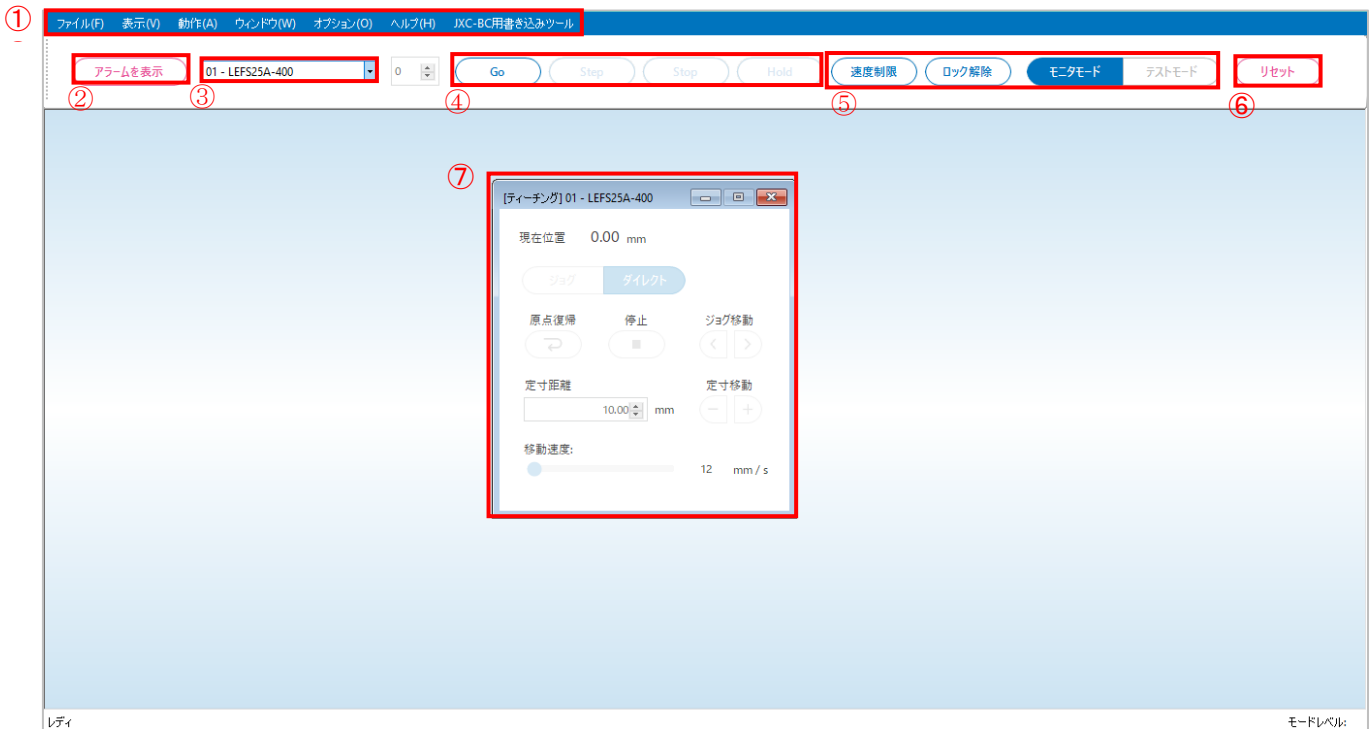 ①
ファイル(F) 表示(V) 動作(A) ウィンドウ(W) オプション(O) ヘルプ(H) JXC-BC用書き込みツール
アラームを表示 01 - LEFS25A-400 0 Go Step Stop Hold 速度制限 ロック解除 モニタモード テストモード リセット
② ③ ④ ⑤ ⑥
⑦
[ティーチング] 01 - LEFS25A-400
現在位置 0.00 mm
ジョグ ダイレクト
原点復帰 停止 ジョグ移動
定寸距離 定寸移動
10.00 mm
移動速度:
12 mm / s
レディ モードレベル: